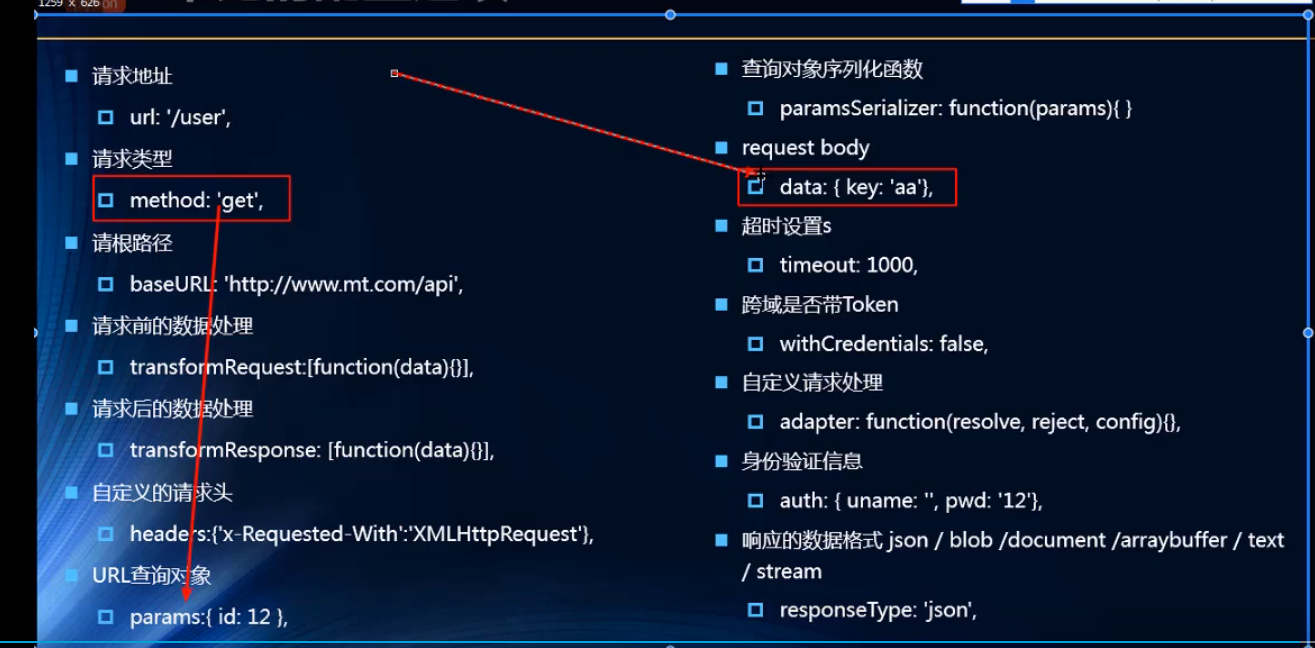 1259 x 626
请求地址
url: '/user',
请求类型
method: 'get',
请根路径
baseURL: 'http://www.mt.com/api',
请求前的数据处理
transformRequest:[function(data){}],
请求后的数据处理
transformResponse: [function(data){}],
自定义的请求头
headers:{'x-Requested-With':'XMLHttpRequest'},
URL查询对象
params:{ id: 12 },
查询对象序列化函数
paramsSerializer: function(params){ }
request body
data: { key: 'aa'},
超时设置s
timeout: 1000,
跨域是否带Token
withCredentials: false,
自定义请求处理
adapter: function(resolve, reject, config){},
身份验证信息
auth: { uname: '', pwd: '12'},
响应的数据格式 json / blob /document /arraybuffer / text
/ stream
responseType: 'json',